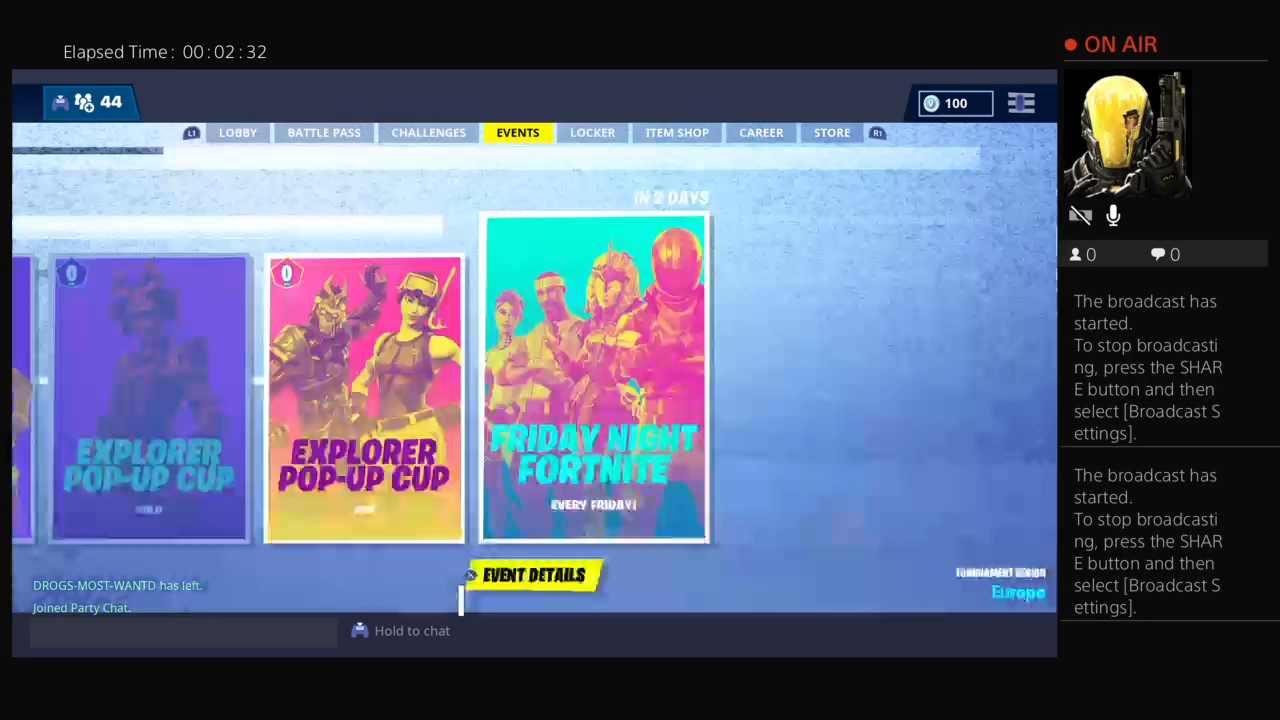 Elapsed Time: 00:02:32
ON AIR
44
100
L1 LOBBY BATTLE PASS CHALLENGES EVENTS LOCKER ITEM SHOP CAREER STORE R1
IN 2 DAYS
0
EXPLORER
POP-UP CUP
0
EXPLORER
POP-UP CUP
FRIDAY NIGHT
FORTNITE
EVERY FRIDAY!
EVENT DETAILS
TOURNAMENT REGION
Europe
DROGS-MOST-WANTD has left.
Joined Party Chat.
Hold to chat
0 0
The broadcast has
started.
To stop broadcasti
ng, press the SHAR
E button and then
select [Broadcast S
ettings].
The broadcast has
started.
To stop broadcasti
ng, press the SHAR
E button and then
select [Broadcast S
ettings].